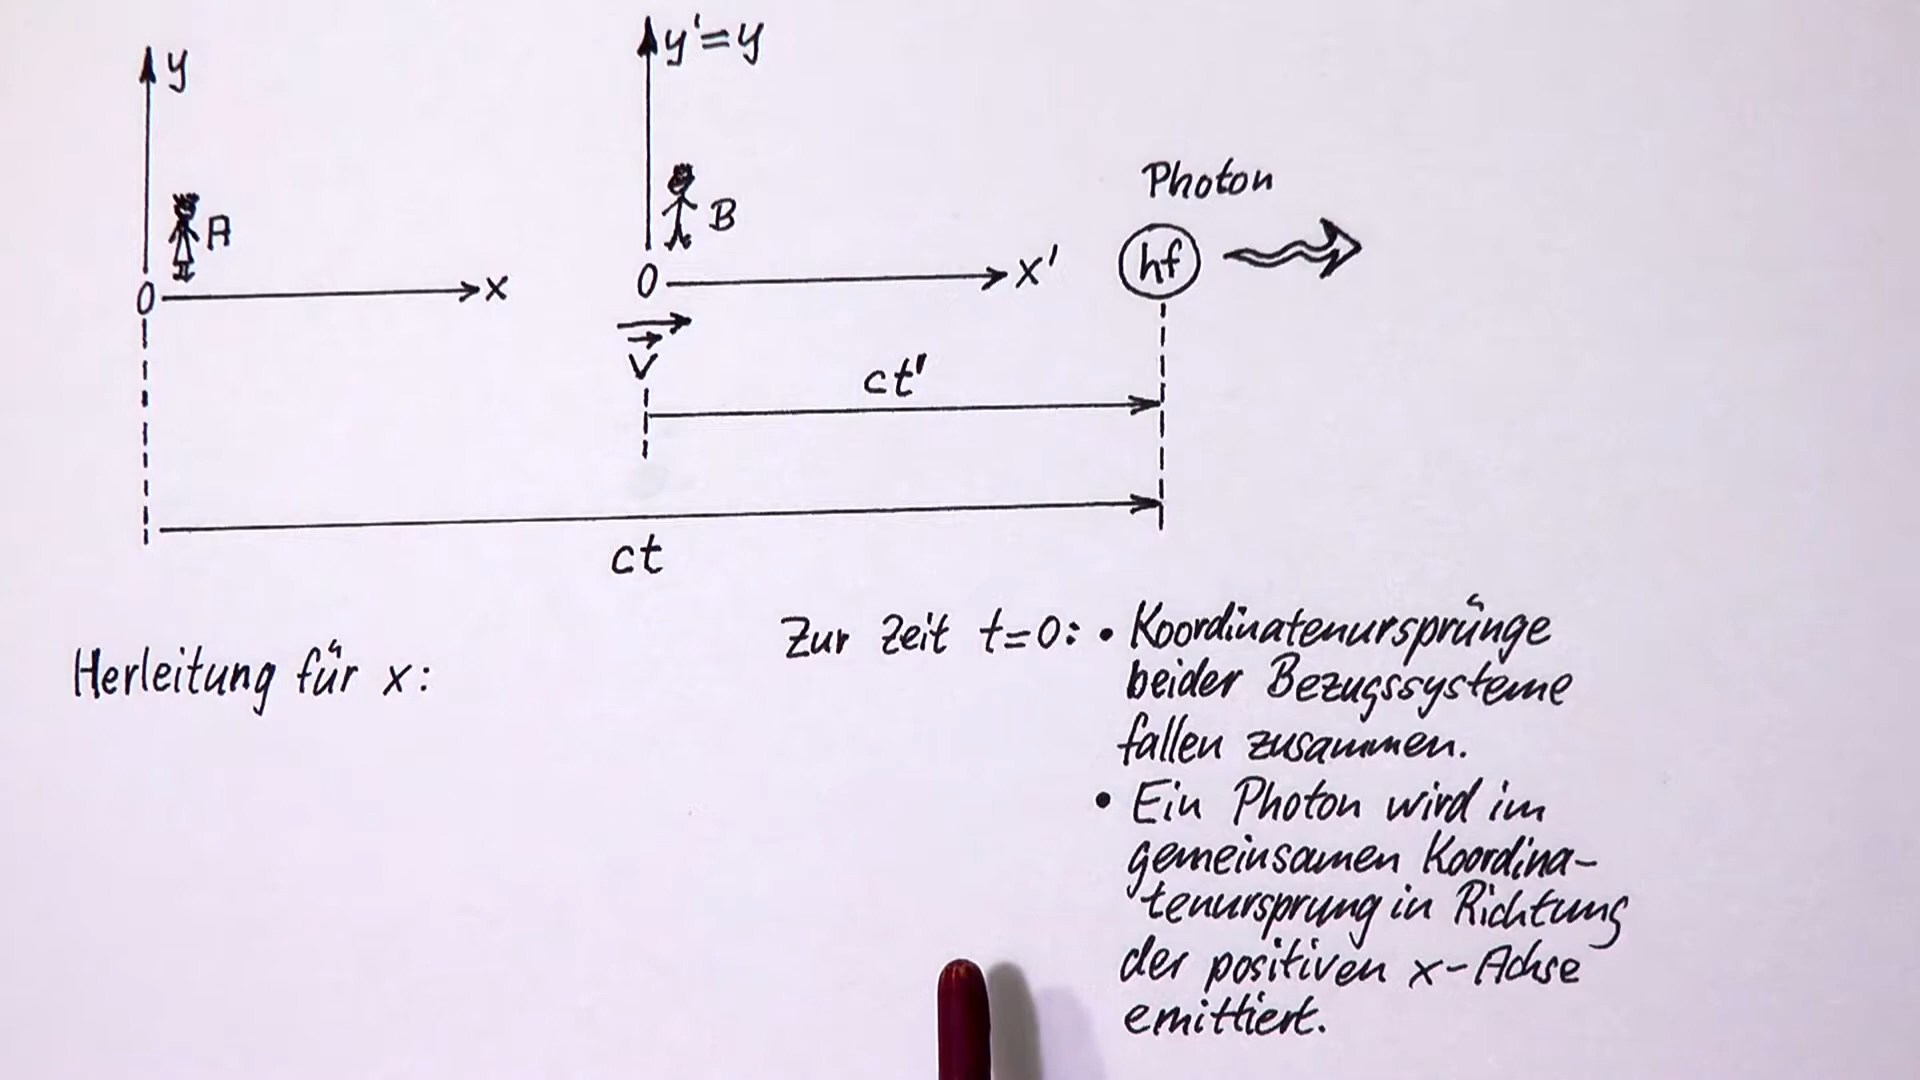 y
y'=y
Photon
A
B
hf
0
x
0
x'
v
ct'
ct
Herleitung für x:
Zur Zeit t=0: • Koordinatenursprünge
beider Bezugssysteme
fallen zusammen.
• Ein Photon wird im
gemeinsamen Koordina-
tenursprung in Richtung
der positiven x-Achse
emittiert.